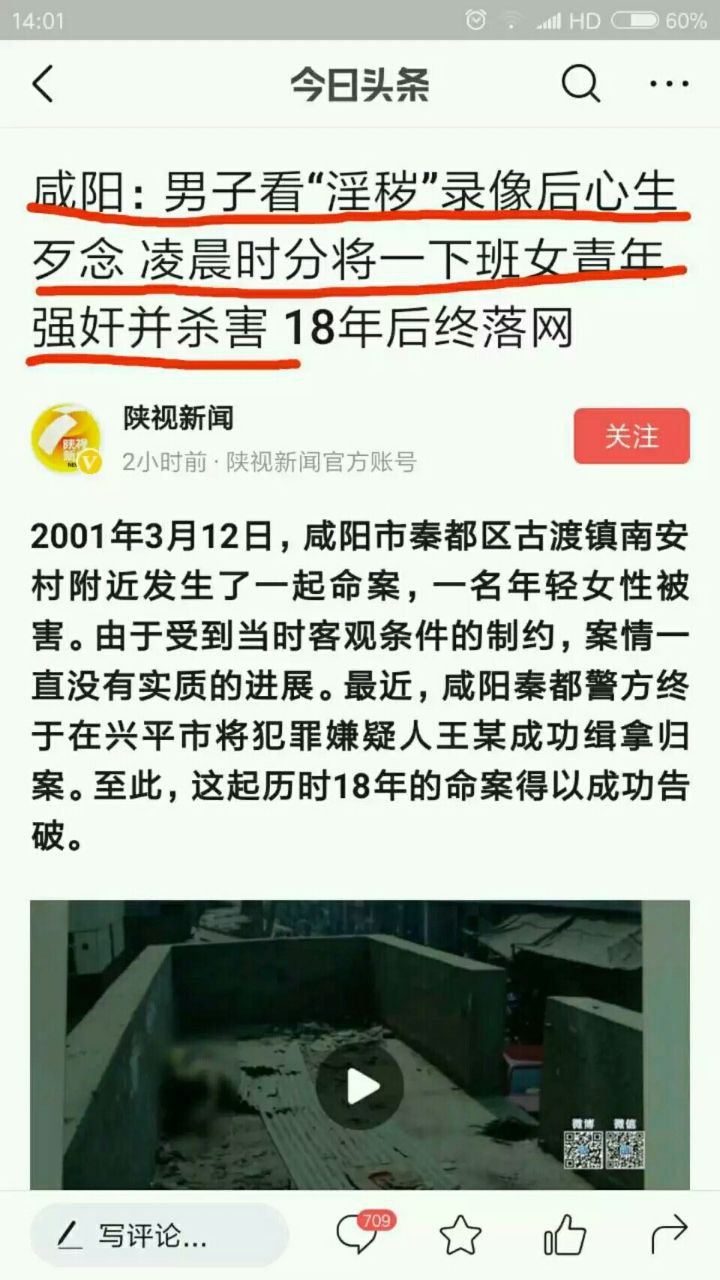 14:01 HD 60%
今日头条
咸阳：男子看“淫秽”录像后心生
歹念 凌晨时分将一下班女青年
强奸并杀害 18年后终落网
陕视新闻
2小时前 · 陕视新闻官方账号
关注
2001年3月12日，咸阳市秦都区古渡镇南安
村附近发生了一起命案，一名年轻女性被
害。由于受到当时客观条件的制约，案情一
直没有实质的进展。最近，咸阳秦都警方终
于在兴平市将犯罪嫌疑人王某成功缉拿归
案。至此，这起历时18年的命案得以成功告
破。
微博 微信
写评论...
709